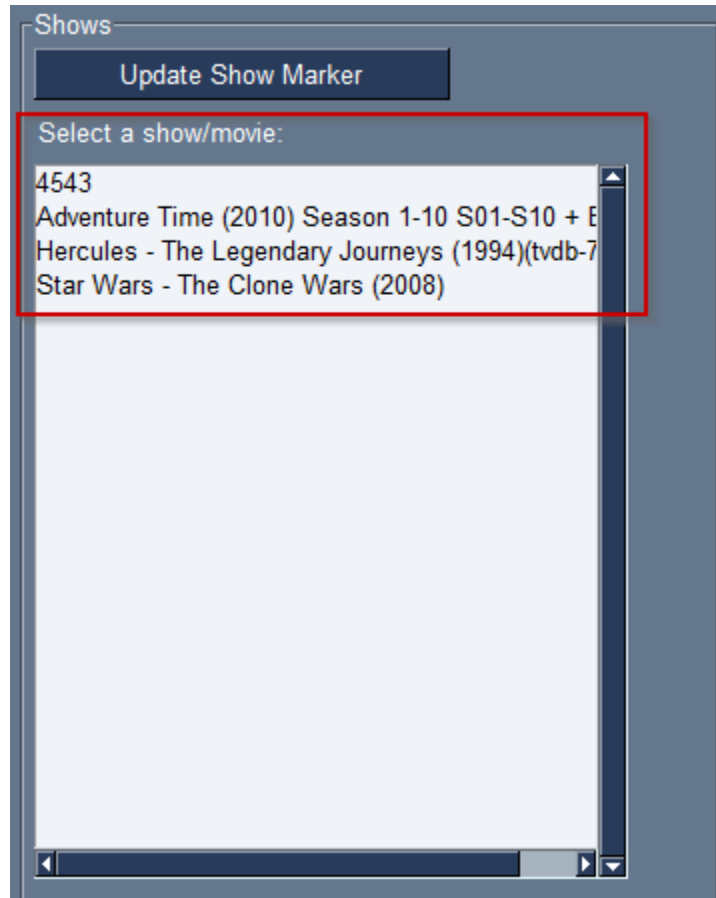 Shows
Update Show Marker
Select a show/movie:
4543
Adventure Time (2010) Season 1-10 S01-S10 +
Hercules - The Legendary Journeys (1994)(tvdb-7
Star Wars - The Clone Wars (2008)